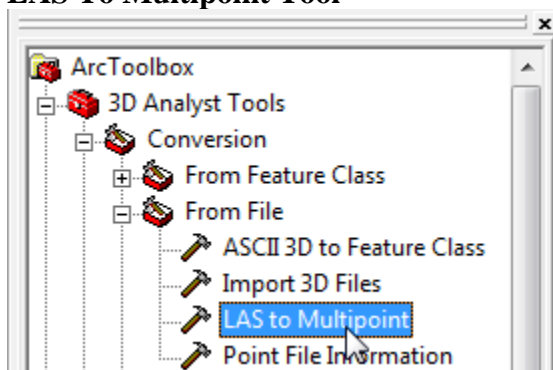 LAS To Multipoint Tool
x
ArcToolbox
3D Analyst Tools
Conversion
From Feature Class
From File
ASCII 3D to Feature Class
Import 3D Files
LAS to Multipoint
Point File Information